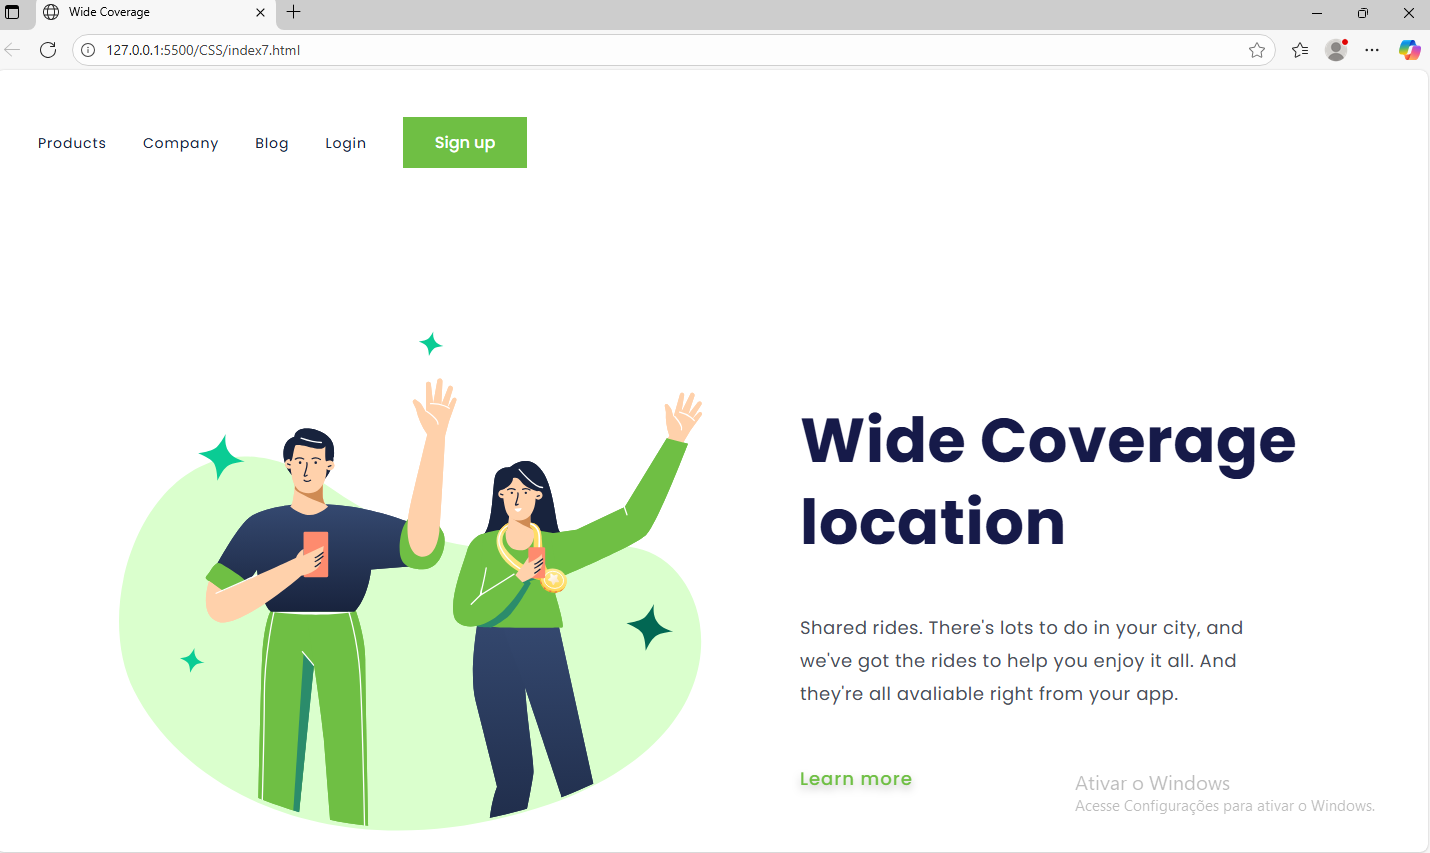 Wide Coverage
127.0.0.1:5500/CSS/index7.html
Products Company Blog Login Sign up
Wide Coverage
location
Shared rides. There's lots to do in your city, and
we've got the rides to help you enjoy it all. And
they're all avaliable right from your app.
Learn more
Ativar o Windows
Acesse Configurações para ativar o Windows.